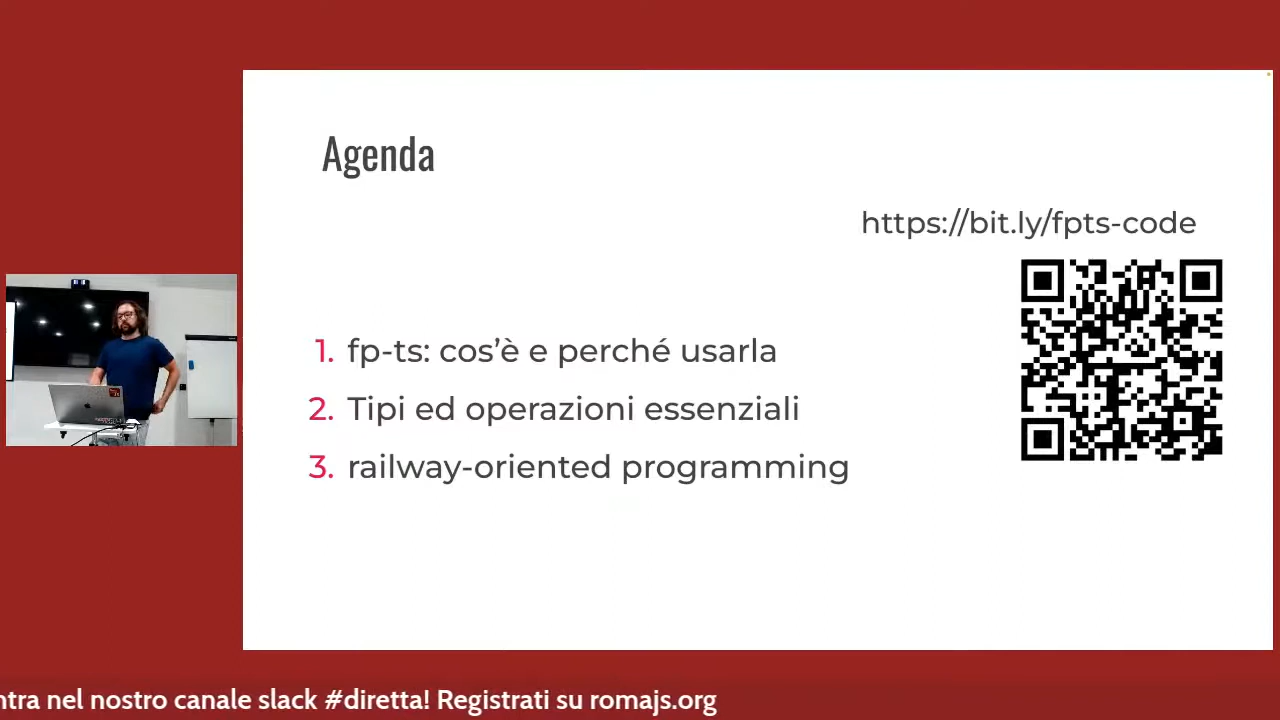 Agenda
https://bit.ly/fpts-code
1. fp-ts: cos’è e perché usarla
2. Tipi ed operazioni essenziali
3. railway-oriented programming
ntra nel nostro canale slack #diretta! Registrati su romajs.org